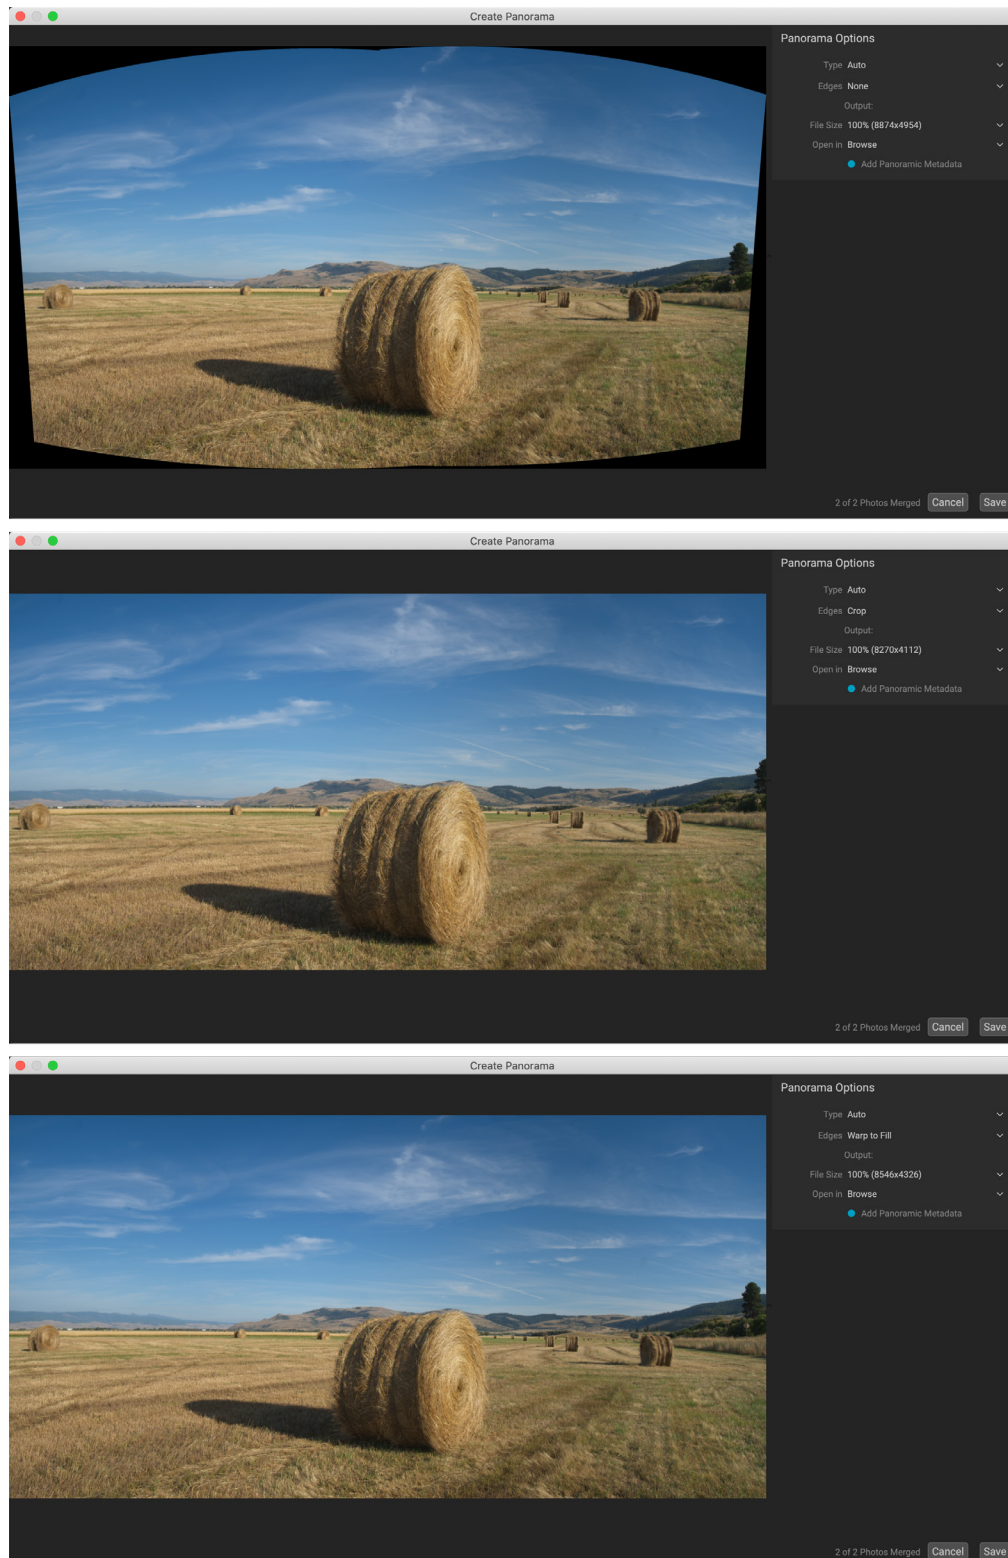 Create Panorama
Panorama Options
Type Auto
Edges None
Output:
File Size 100% (8874x4954)
Open in Browse
Add Panoramic Metadata
2 of 2 Photos Merged Cancel Save
Create Panorama
Panorama Options
Type Auto
Edges Crop
Output:
File Size 100% (8270x4112)
Open in Browse
Add Panoramic Metadata
2 of 2 Photos Merged Cancel Save
Create Panorama
Panorama Options
Type Auto
Edges Warp to Fill
Output:
File Size 100% (8546x4326)
Open in Browse
Add Panoramic Metadata
2 of 2 Photos Merged Cancel Save